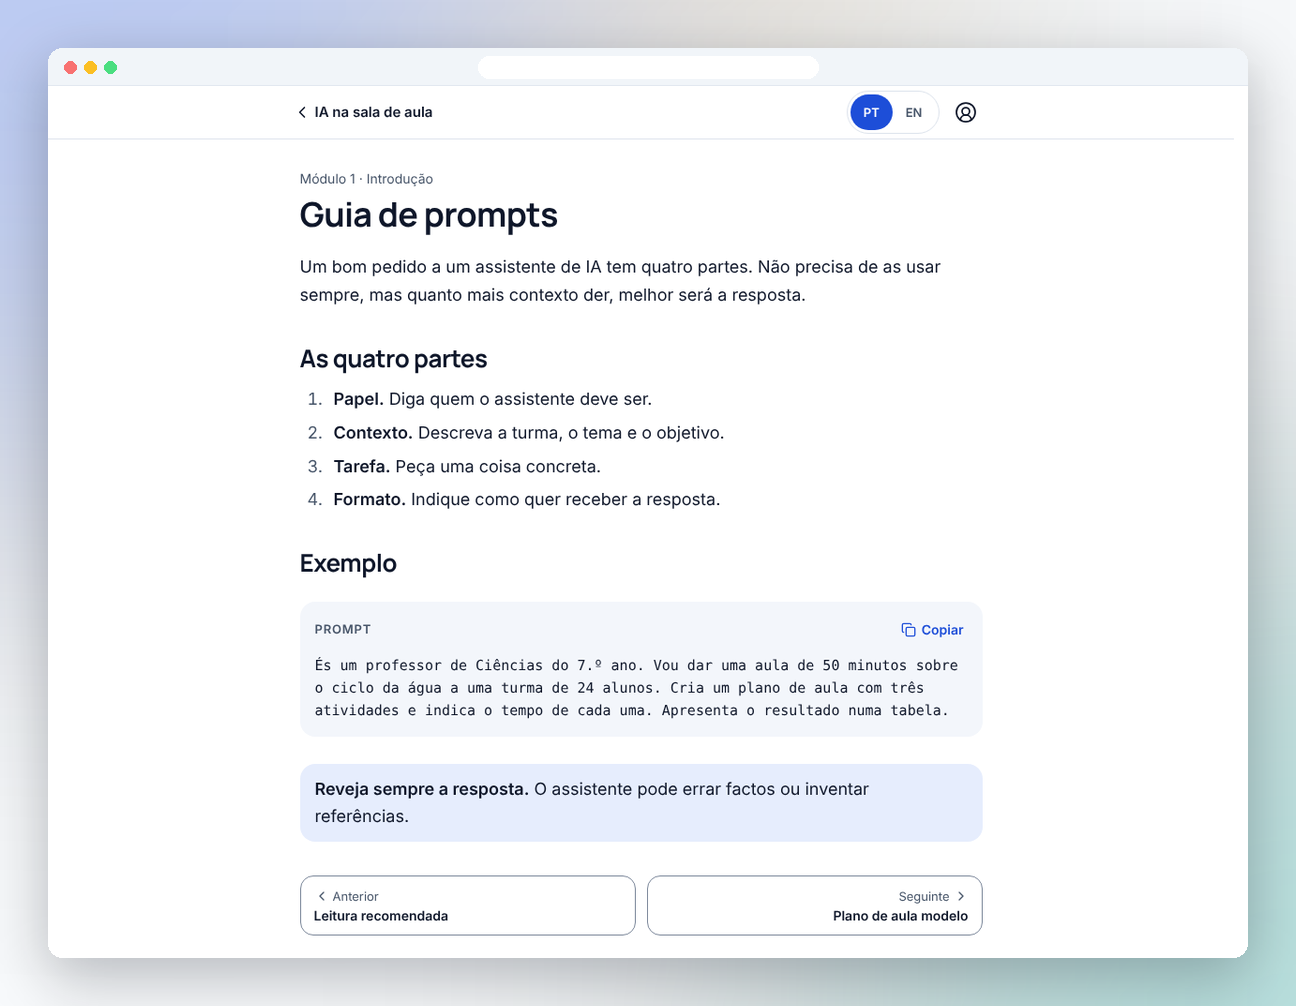 IA na sala de aula
PT EN
Módulo 1 · Introdução
Guia de prompts
Um bom pedido a um assistente de IA tem quatro partes. Não precisa de as usar
sempre, mas quanto mais contexto der, melhor será a resposta.
As quatro partes
1. Papel. Diga quem o assistente deve ser.
2. Contexto. Descreva a turma, o tema e o objetivo.
3. Tarefa. Peça uma coisa concreta.
4. Formato. Indique como quer receber a resposta.
Exemplo
PROMPT
Copiar
És um professor de Ciências do 7.º ano. Vou dar uma aula de 50 minutos sobre
o ciclo da água a uma turma de 24 alunos. Cria um plano de aula com três
atividades e indica o tempo de cada uma. Apresenta o resultado numa tabela.
Reveja sempre a resposta. O assistente pode errar factos ou inventar
referências.
Anterior
Leitura recomendada
Seguinte
Plano de aula modelo